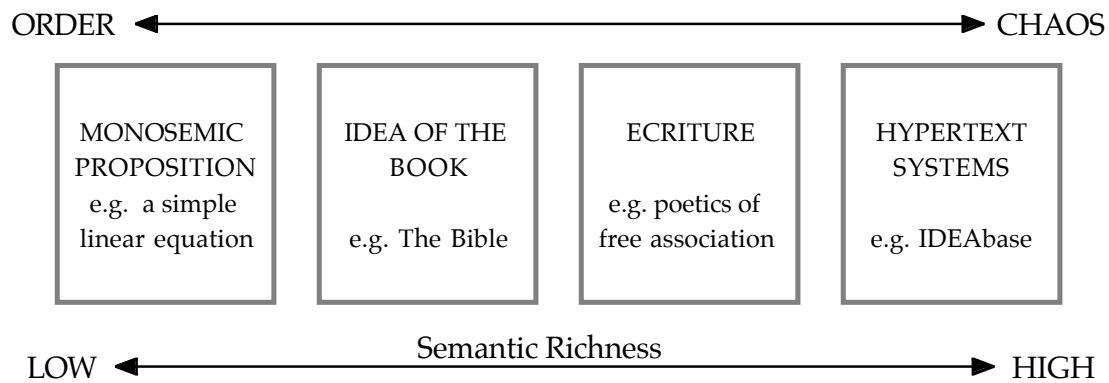 ORDER CHAOS
MONOSEMIC
PROPOSITION
e.g. a simple
linear equation
IDEA OF THE
BOOK
e.g. The Bible
ECRITURE
e.g. poetics of
free association
HYPERTEXT
SYSTEMS
e.g. IDEAbase
Semantic Richness
LOW HIGH